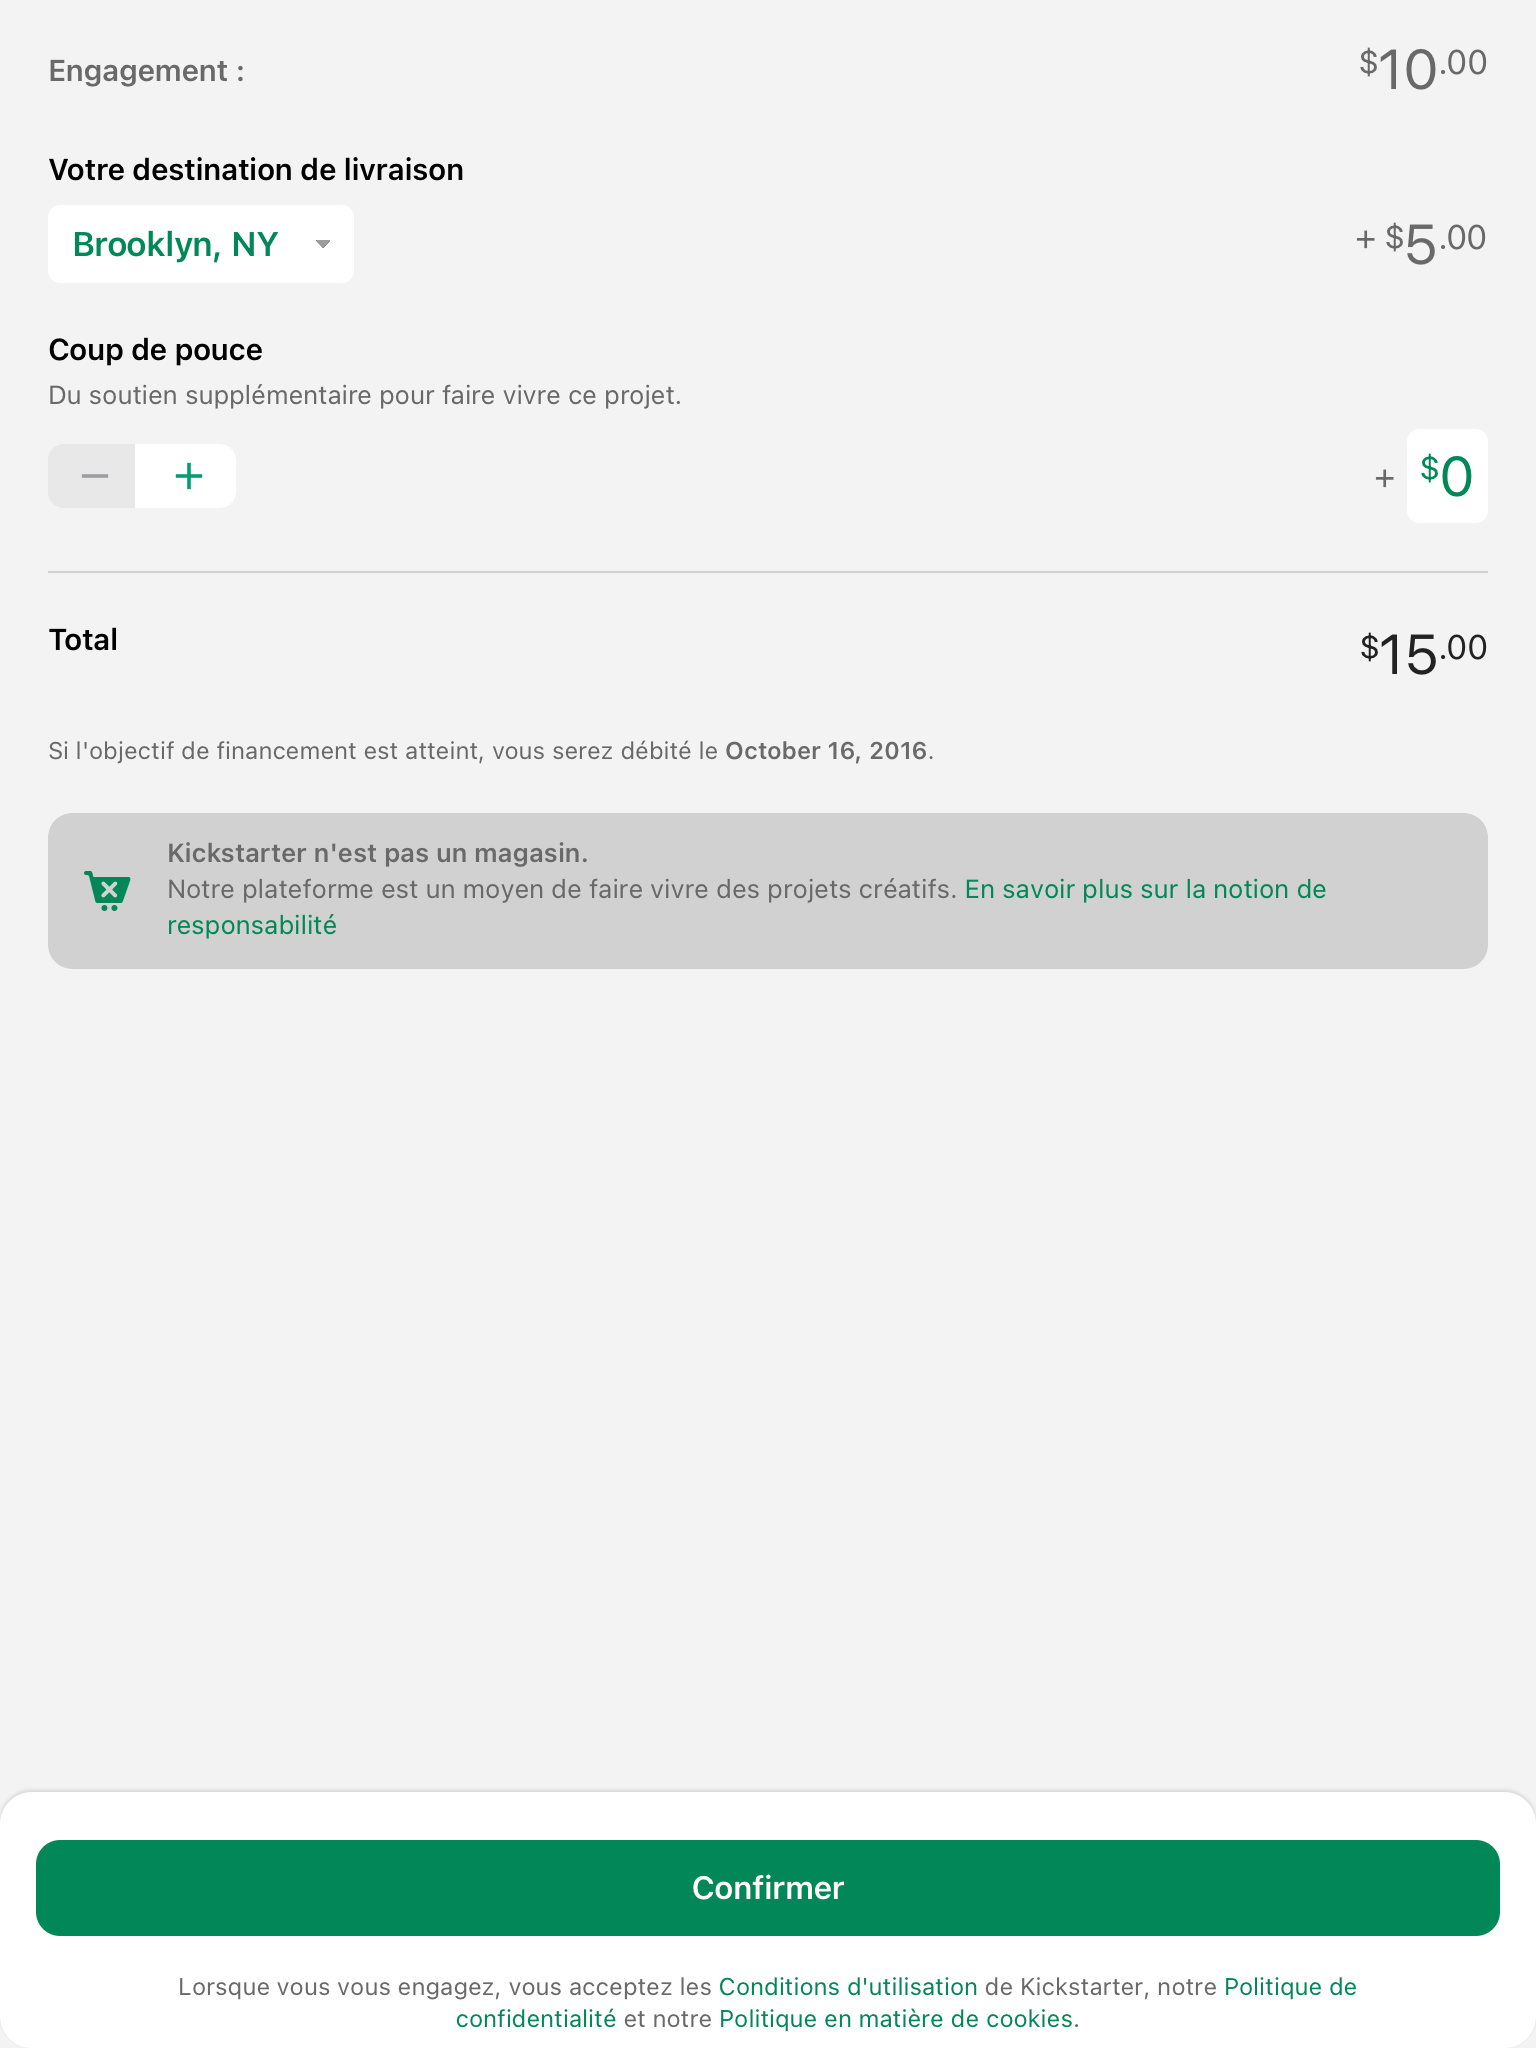 Engagement :
$10.00
Votre destination de livraison
Brooklyn, NY
+ $5.00
Coup de pouce
Du soutien supplémentaire pour faire vivre ce projet.
+ $0
Total
$15.00
Si l'objectif de financement est atteint, vous serez débité le October 16, 2016.
Kickstarter n'est pas un magasin.
Notre plateforme est un moyen de faire vivre des projets créatifs. En savoir plus sur la notion de
responsabilité
Confirmer
Lorsque vous vous engagez, vous acceptez les Conditions d'utilisation de Kickstarter, notre Politique de
confidentialité et notre Politique en matière de cookies.